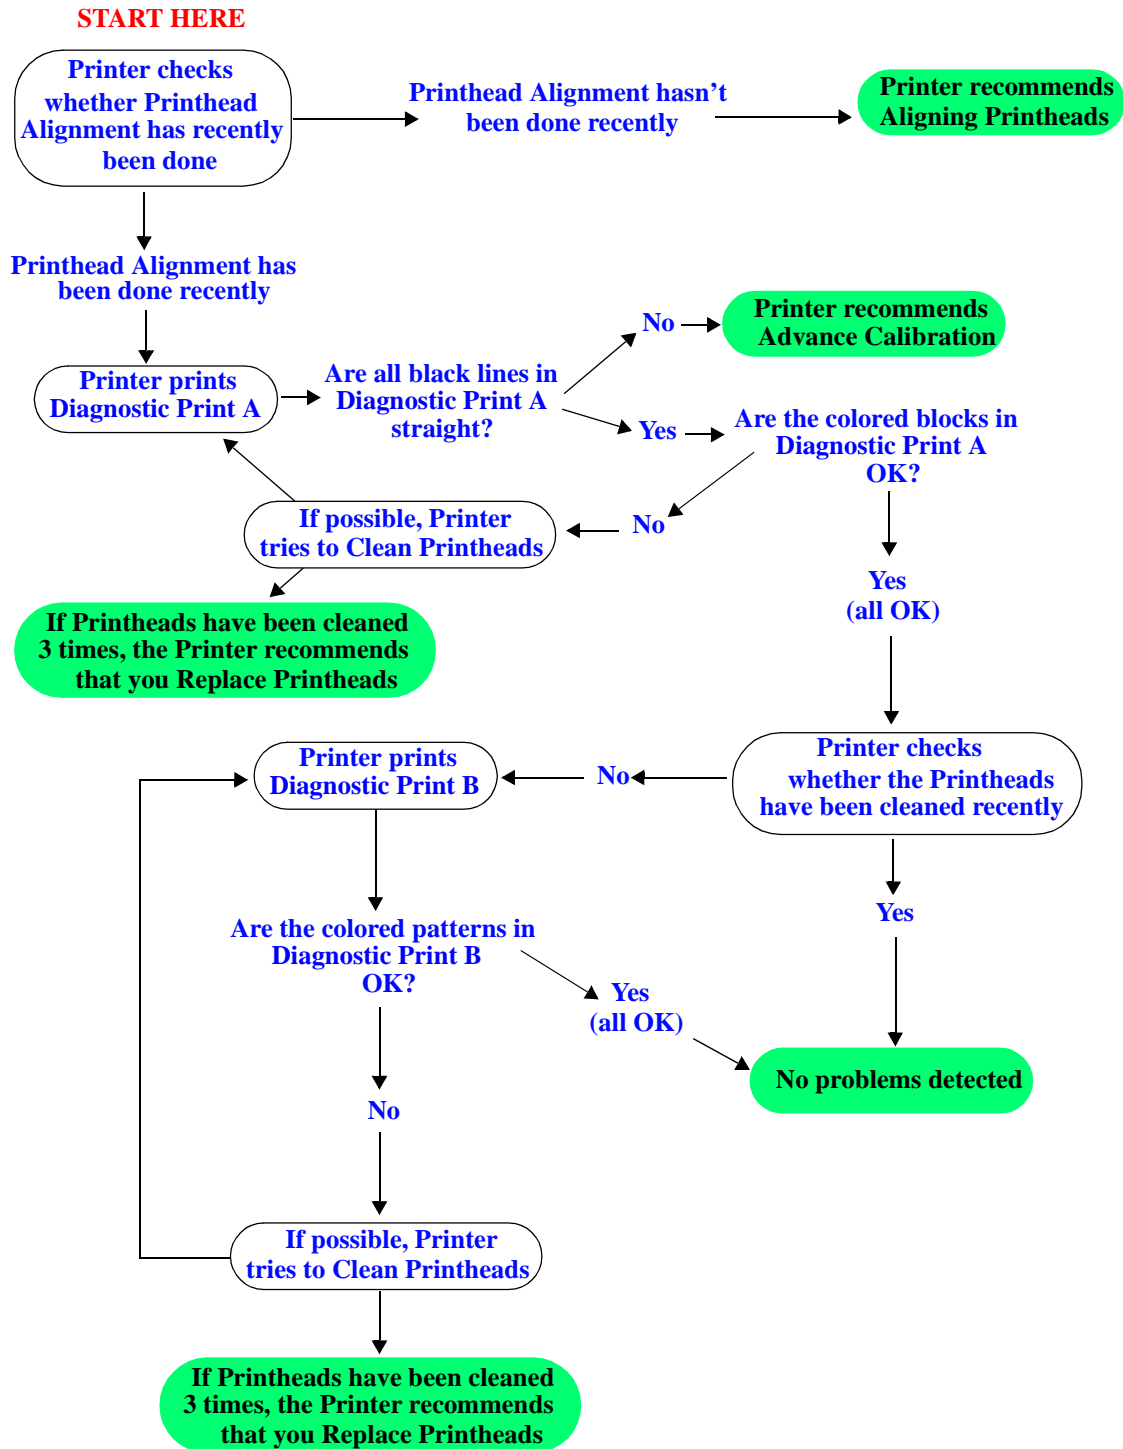 START HERE
Printer checks
whether Printhead
Alignment has recently
been done
Printhead Alignment hasn't
been done recently
Printer recommends
Aligning Printheads
Printhead Alignment has
been done recently
Printer prints
Diagnostic Print A
Are all black lines in
Diagnostic Print A
straight?
No
Printer recommends
Advance Calibration
Yes
Are the colored blocks in
Diagnostic Print A
OK?
No
If possible, Printer
tries to Clean Printheads
If Printheads have been cleaned
3 times, the Printer recommends
that you Replace Printheads
Yes
(all OK)
Printer checks
whether the Printheads
have been cleaned recently
No
Printer prints
Diagnostic Print B
Yes
Are the colored patterns in
Diagnostic Print B
OK?
Yes
(all OK)
No problems detected
No
If possible, Printer
tries to Clean Printheads
If Printheads have been cleaned
3 times, the Printer recommends
that you Replace Printheads